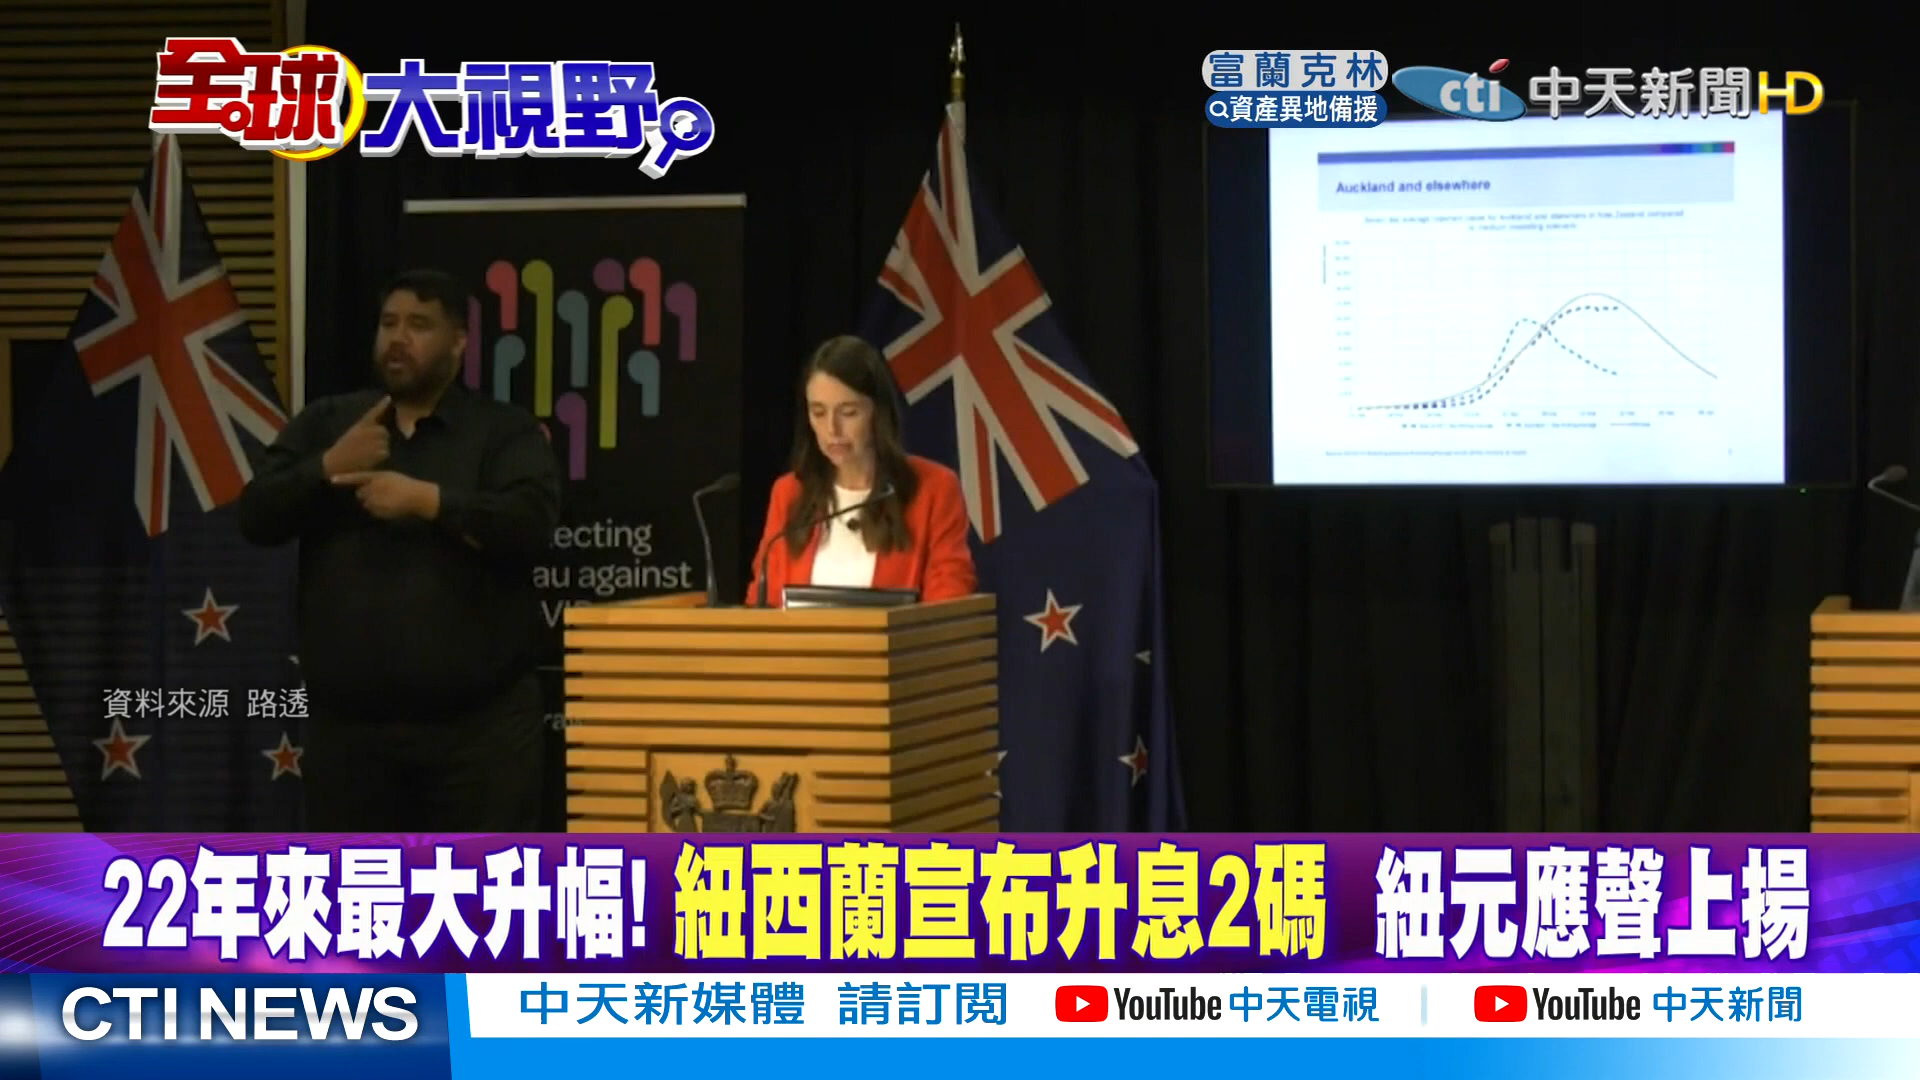 全球大視野
富蘭克林
資產異地備援
cti 中天新聞HD
Auckland and elsewhere
ecting
au against
資料來源 路透
22年來最大升幅! 紐西蘭宣布升息2碼 紐元應聲上揚
CTI NEWS 中天新媒體 請訂閱 YouTube 中天電視 YouTube 中天新聞